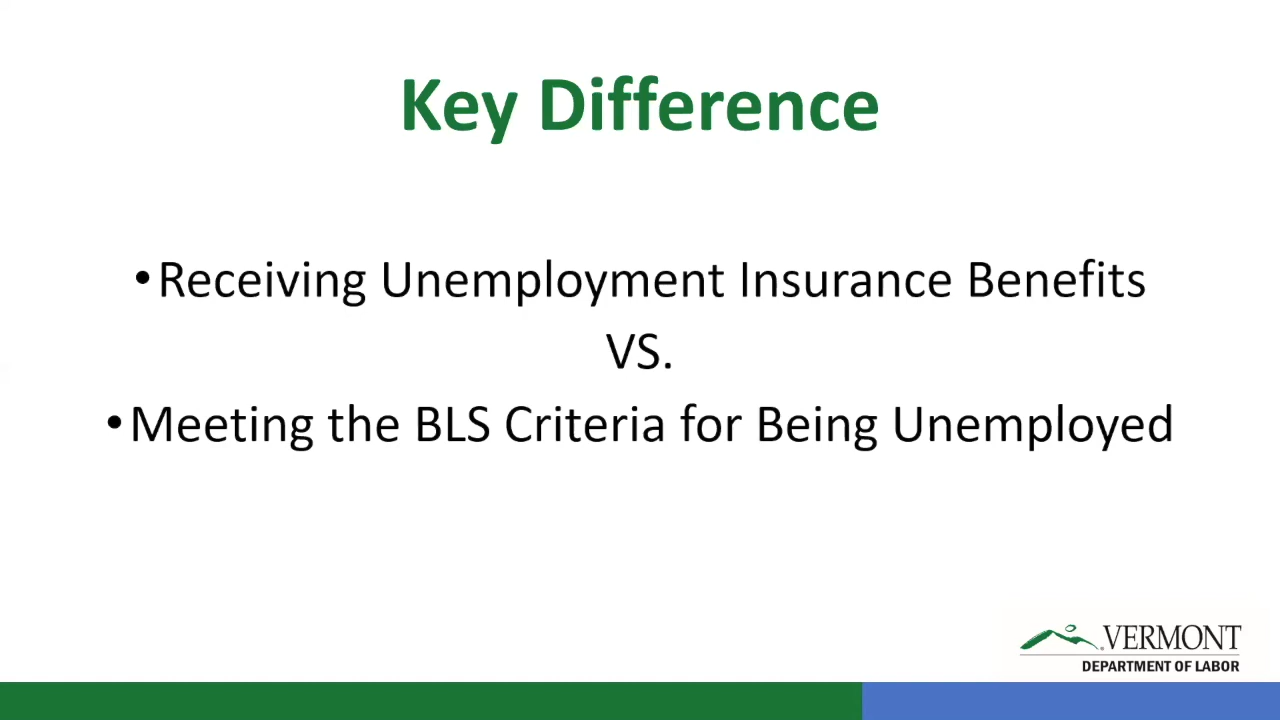 Key Difference
•Receiving Unemployment Insurance Benefits
VS.
•Meeting the BLS Criteria for Being Unemployed
VERMONT
DEPARTMENT OF LABOR